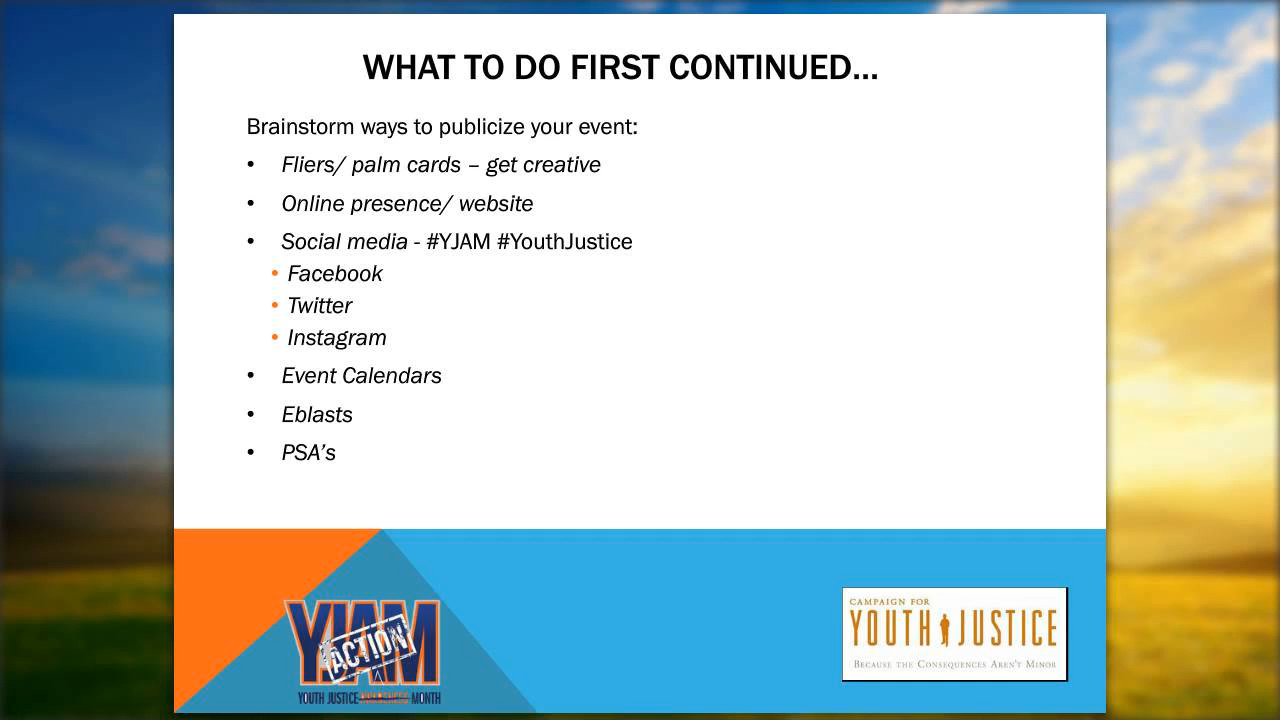 WHAT TO DO FIRST CONTINUED...
Brainstorm ways to publicize your event:
• Fliers/ palm cards – get creative
• Online presence/ website
• Social media - #YJAM #YouthJustice
• Facebook
• Twitter
• Instagram
• Event Calendars
• Eblasts
• PSA's
YJAM
ACTION
YOUTH JUSTICE AWARENESS MONTH
CAMPAIGN FOR
YOUTH JUSTICE
BECAUSE THE CONSEQUENCES AREN'T MINOR